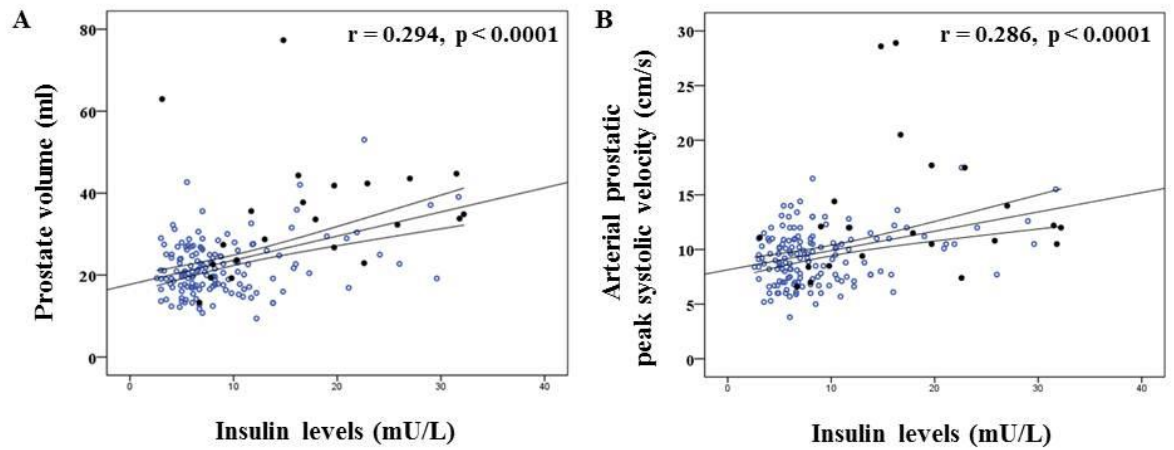 A
r = 0.294, p < 0.0001
Prostate volume (ml)
80
60
40
20
0
0 10 20 30 40
Insulin levels (mU/L)
B
r = 0.286, p < 0.0001
Arterial prostatic
peak systolic velocity (cm/s)
30
25
20
15
10
5
0
0 10 20 30 40
Insulin levels (mU/L)